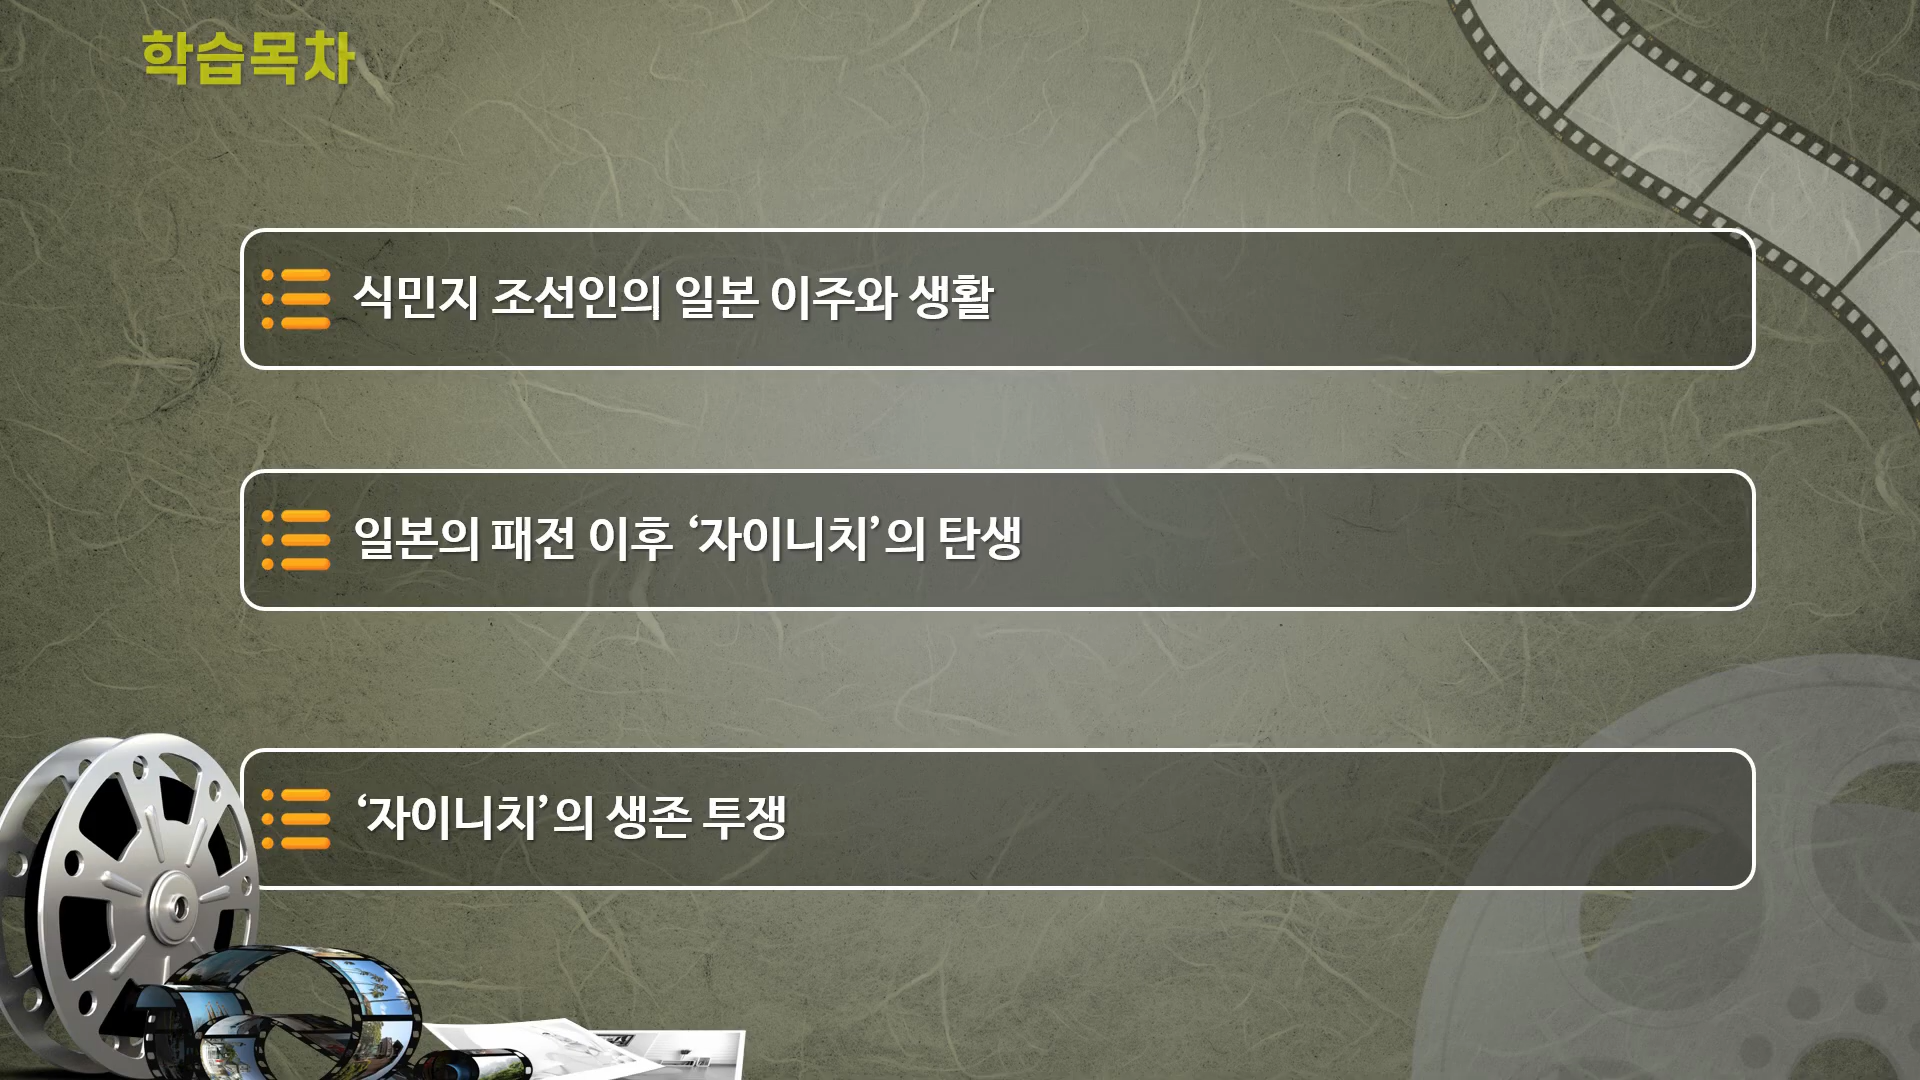 학습목차
식민지 조선인의 일본 이주와 생활
일본의 패전 이후 ‘자이니치’의 탄생
‘자이니치’의 생존 투쟁